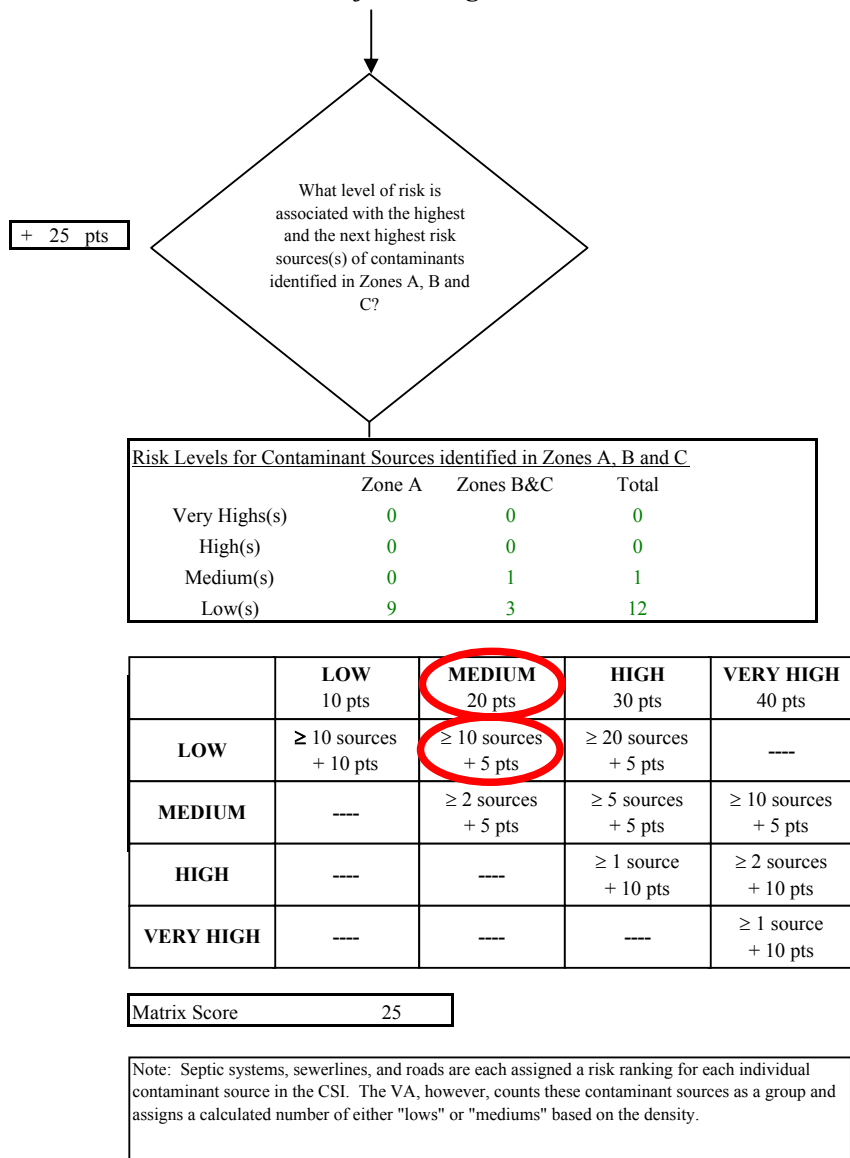 What level of risk is
associated with the highest
and the next highest risk
sources(s) of contaminants
identified in Zones A, B and
C?
+ 25 pts
Risk Levels for Contaminant Sources identified in Zones A, B and C
Zone A Zones B&C Total
Very Highs(s) 0 0 0
High(s) 0 0 0
Medium(s) 0 1 1
Low(s) 9 3 12
LOW MEDIUM HIGH VERY HIGH
10 pts 20 pts 30 pts 40 pts
LOW ≥ 10 sources ≥ 10 sources ≥ 20 sources ----
+ 10 pts + 5 pts + 5 pts
MEDIUM ---- ≥ 2 sources ≥ 5 sources ≥ 10 sources
+ 5 pts + 5 pts + 5 pts
HIGH ---- ---- ≥ 1 source ≥ 2 sources
+ 10 pts + 10 pts
VERY HIGH ---- ---- ---- ≥ 1 source
+ 10 pts
Matrix Score 25
Note: Septic systems, sewerlines, and roads are each assigned a risk ranking for each individual
contaminant source in the CSI. The VA, however, counts these contaminant sources as a group and
assigns a calculated number of either "lows" or "mediums" based on the density.